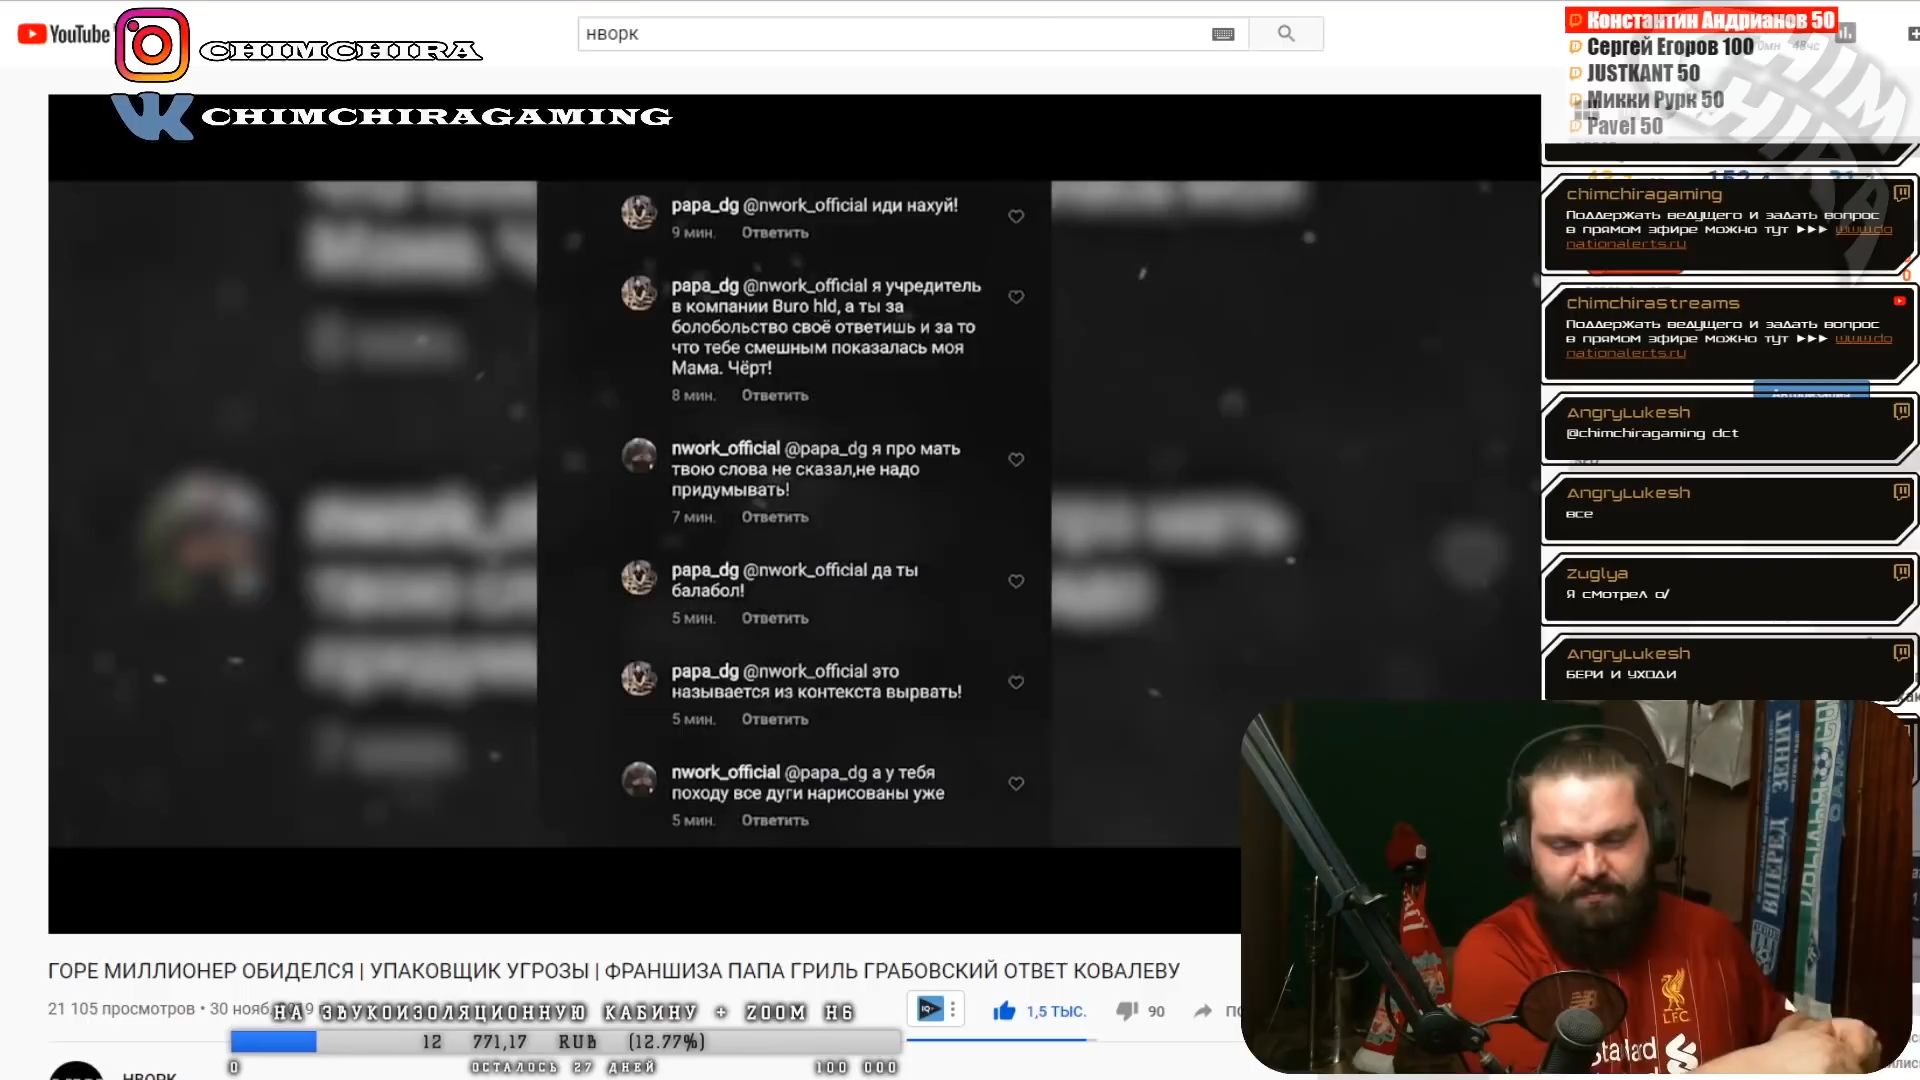 YouTube
CHIMCHIRA
нворк
CHIMCHIRAGAMING
Константин Андрианов 50
Сергей Егоров 100
JUSTKANT 50
Микки Рурк 50
Pavel 50
papa_dg @nwork_official иди нахуй!
9 мин. Ответить
papa_dg @nwork_official я учредитель
в компании Buro hld, а ты за
болобольство своё ответишь и за то
что тебе смешным показалась моя
Мама. Чёрт!
8 мин. Ответить
nwork_official @papa_dg я про мать
твою слова не сказал,не надо
придумывать!
7 мин. Ответить
papa_dg @nwork_official да ты
балабол!
5 мин. Ответить
papa_dg @nwork_official это
называется из контекста вырвать!
5 мин. Ответить
nwork_official @papa_dg а у тебя
походу все дуги нарисованы уже
5 мин. Ответить
chimchiragaming
Поддержать ведущего и задать вопрос
в прямом эфире можно тут ►►► www.do
nationalerts.ru
ChimchiraStreams
Поддержать ведущего и задать вопрос
в прямом эфире можно тут ►►► www.do
nationalerts.ru
AngryLukesh
@chimchiragaming dct
AngryLukesh
все
Zuglya
Я смотрел o/
AngryLukesh
БЕРИ И УХОДИ
ВПЕРЕД ЗЕНИТ
L.F.C.
ГОРЕ МИЛЛИОНЕР ОБИДЕЛСЯ | УПАКОВЩИК УГРОЗЫ | ФРАНШИЗА ПАПА ГРИЛЬ ГРАБОВСКИЙ ОТВЕТ КОВАЛЕВУ
21 105 просмотров • 30 нояб.
1,5 ТЫС.
90
НА ЗВУКОИЗОЛЯЦИОННУЮ КАБИНУ + ZOOM H6
12 771,17 RUB (12.77%)
0
ОСТАЛОСЬ 27 ДНЕЙ
100 000
НВОРК